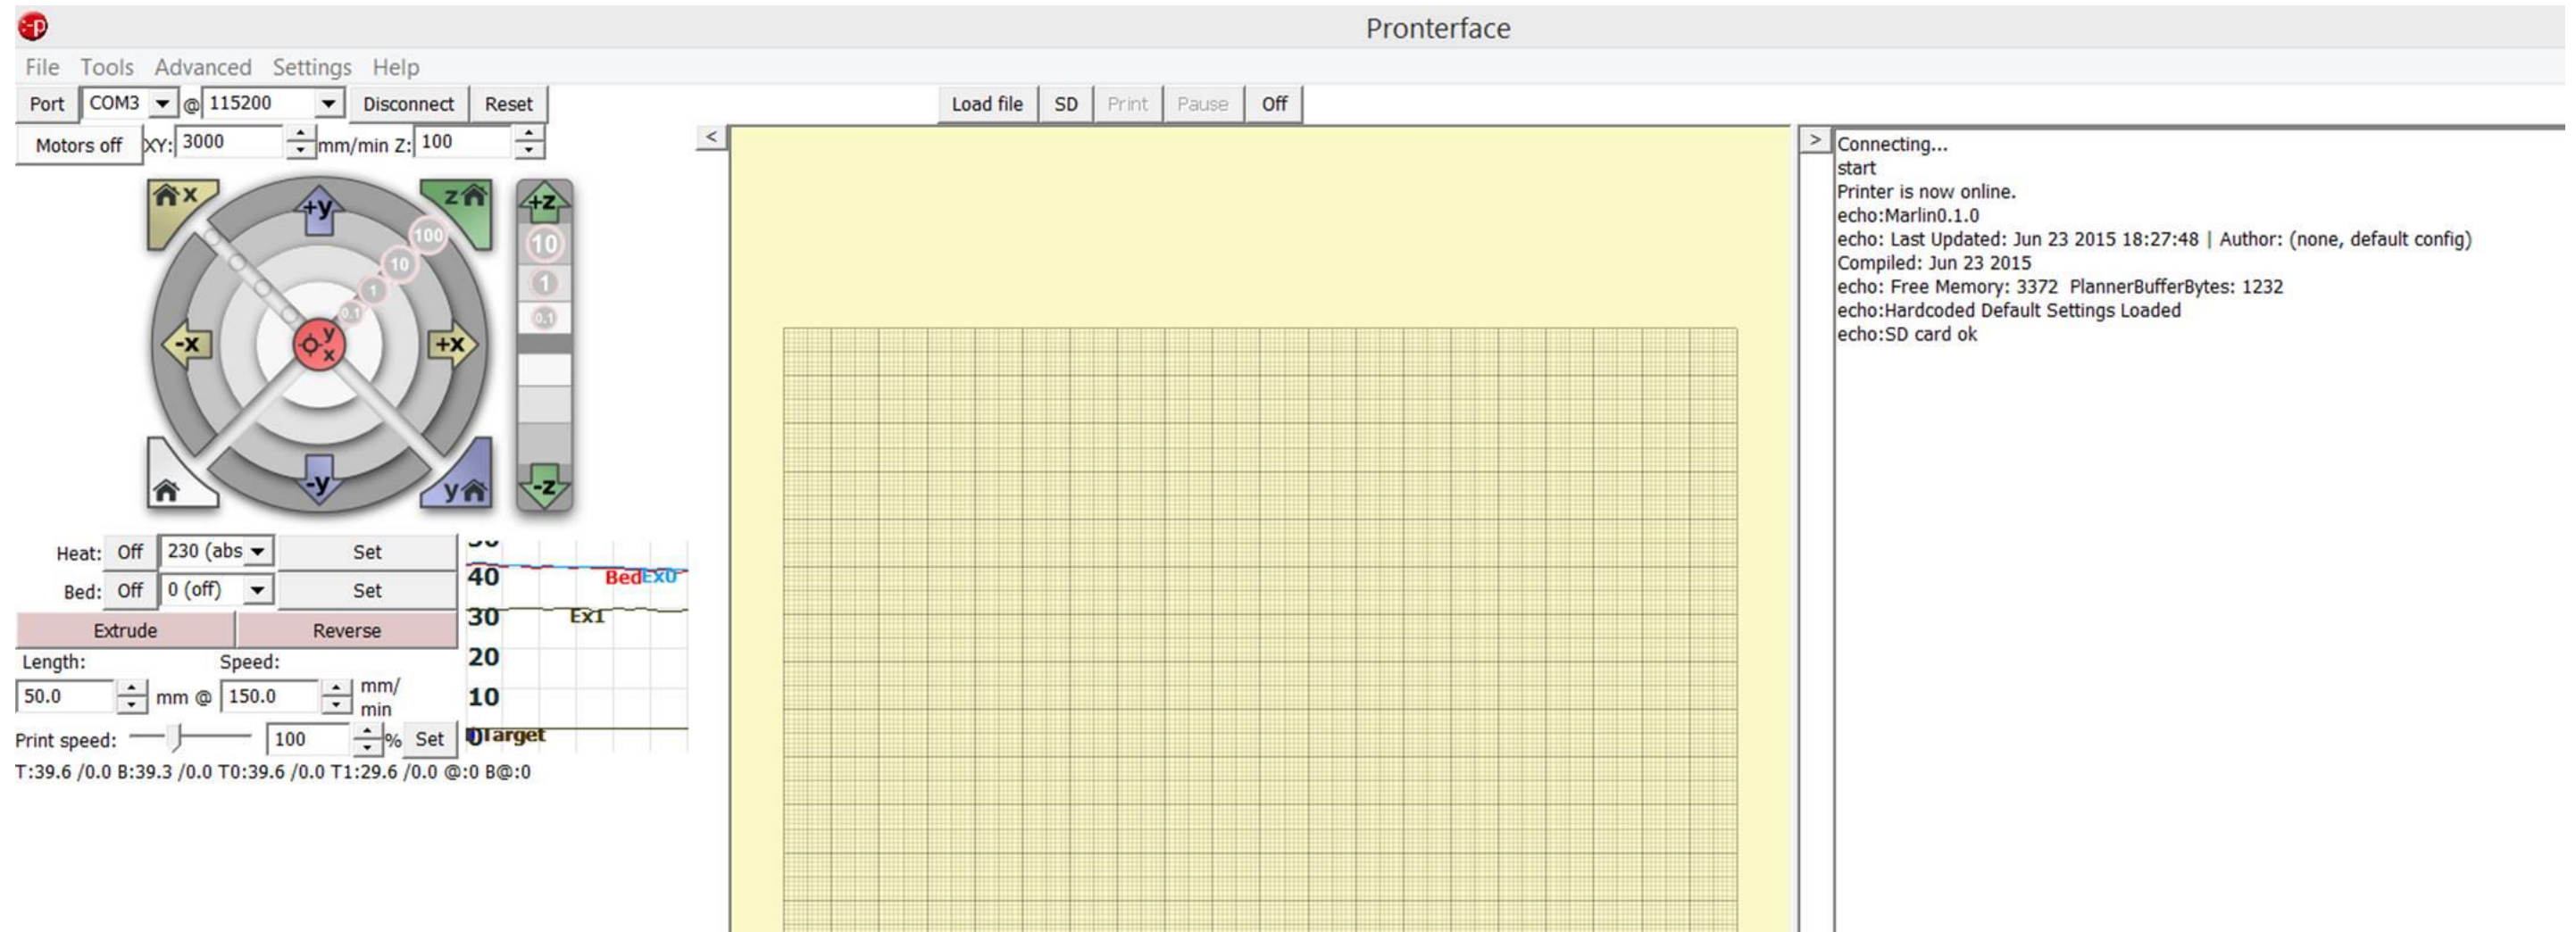 :-p
Pronterface
File Tools Advanced Settings Help
Port COM3 @ 115200 Disconnect Reset
Load file SD Print Pause Off
Motors off XY: 3000 mm/min Z: 100
<
>
Connecting...
start
Printer is now online.
echo:Marlin0.1.0
echo: Last Updated: Jun 23 2015 18:27:48 | Author: (none, default config)
Compiled: Jun 23 2015
echo: Free Memory: 3372 PlannerBufferBytes: 1232
echo:Hardcoded Default Settings Loaded
echo:SD card ok
x +y z +z
100 10
10
1 1
0.1 0.1
-x y x +x
-y y -z
Heat: Off 230 (abs Set
Bed: Off 0 (off) Set
Extrude Reverse
Length: Speed:
50.0 mm @ 150.0 mm/
min
Print speed: 100 % Set
40 Bed Ex0
30 Ex1
20
10
0 Target
T:39.6 /0.0 B:39.3 /0.0 T0:39.6 /0.0 T1:29.6 /0.0 @:0 B@:0